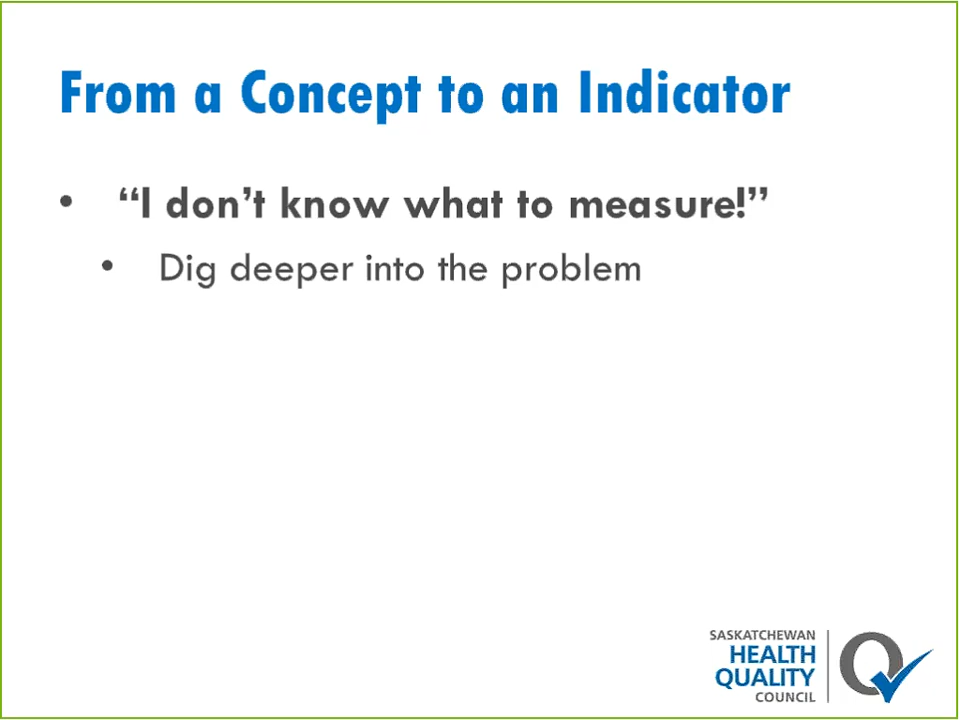 From a Concept to an Indicator
• “I don’t know what to measure!”
• Dig deeper into the problem
SASKATCHEWAN
HEALTH
QUALITY
COUNCIL